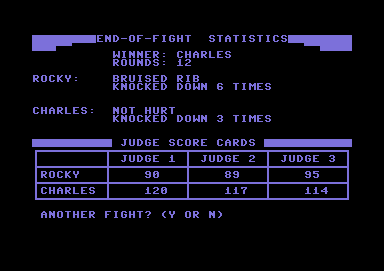 END-OF-FIGHT STATISTICS
WINNER: CHARLES
ROUNDS: 12
ROCKY: BRUISED RIB
KNOCKED DOWN 6 TIMES
CHARLES: NOT HURT
KNOCKED DOWN 3 TIMES
JUDGE SCORE CARDS
JUDGE 1 JUDGE 2 JUDGE 3
ROCKY 90 89 95
CHARLES 120 117 114
ANOTHER FIGHT? (Y OR N)